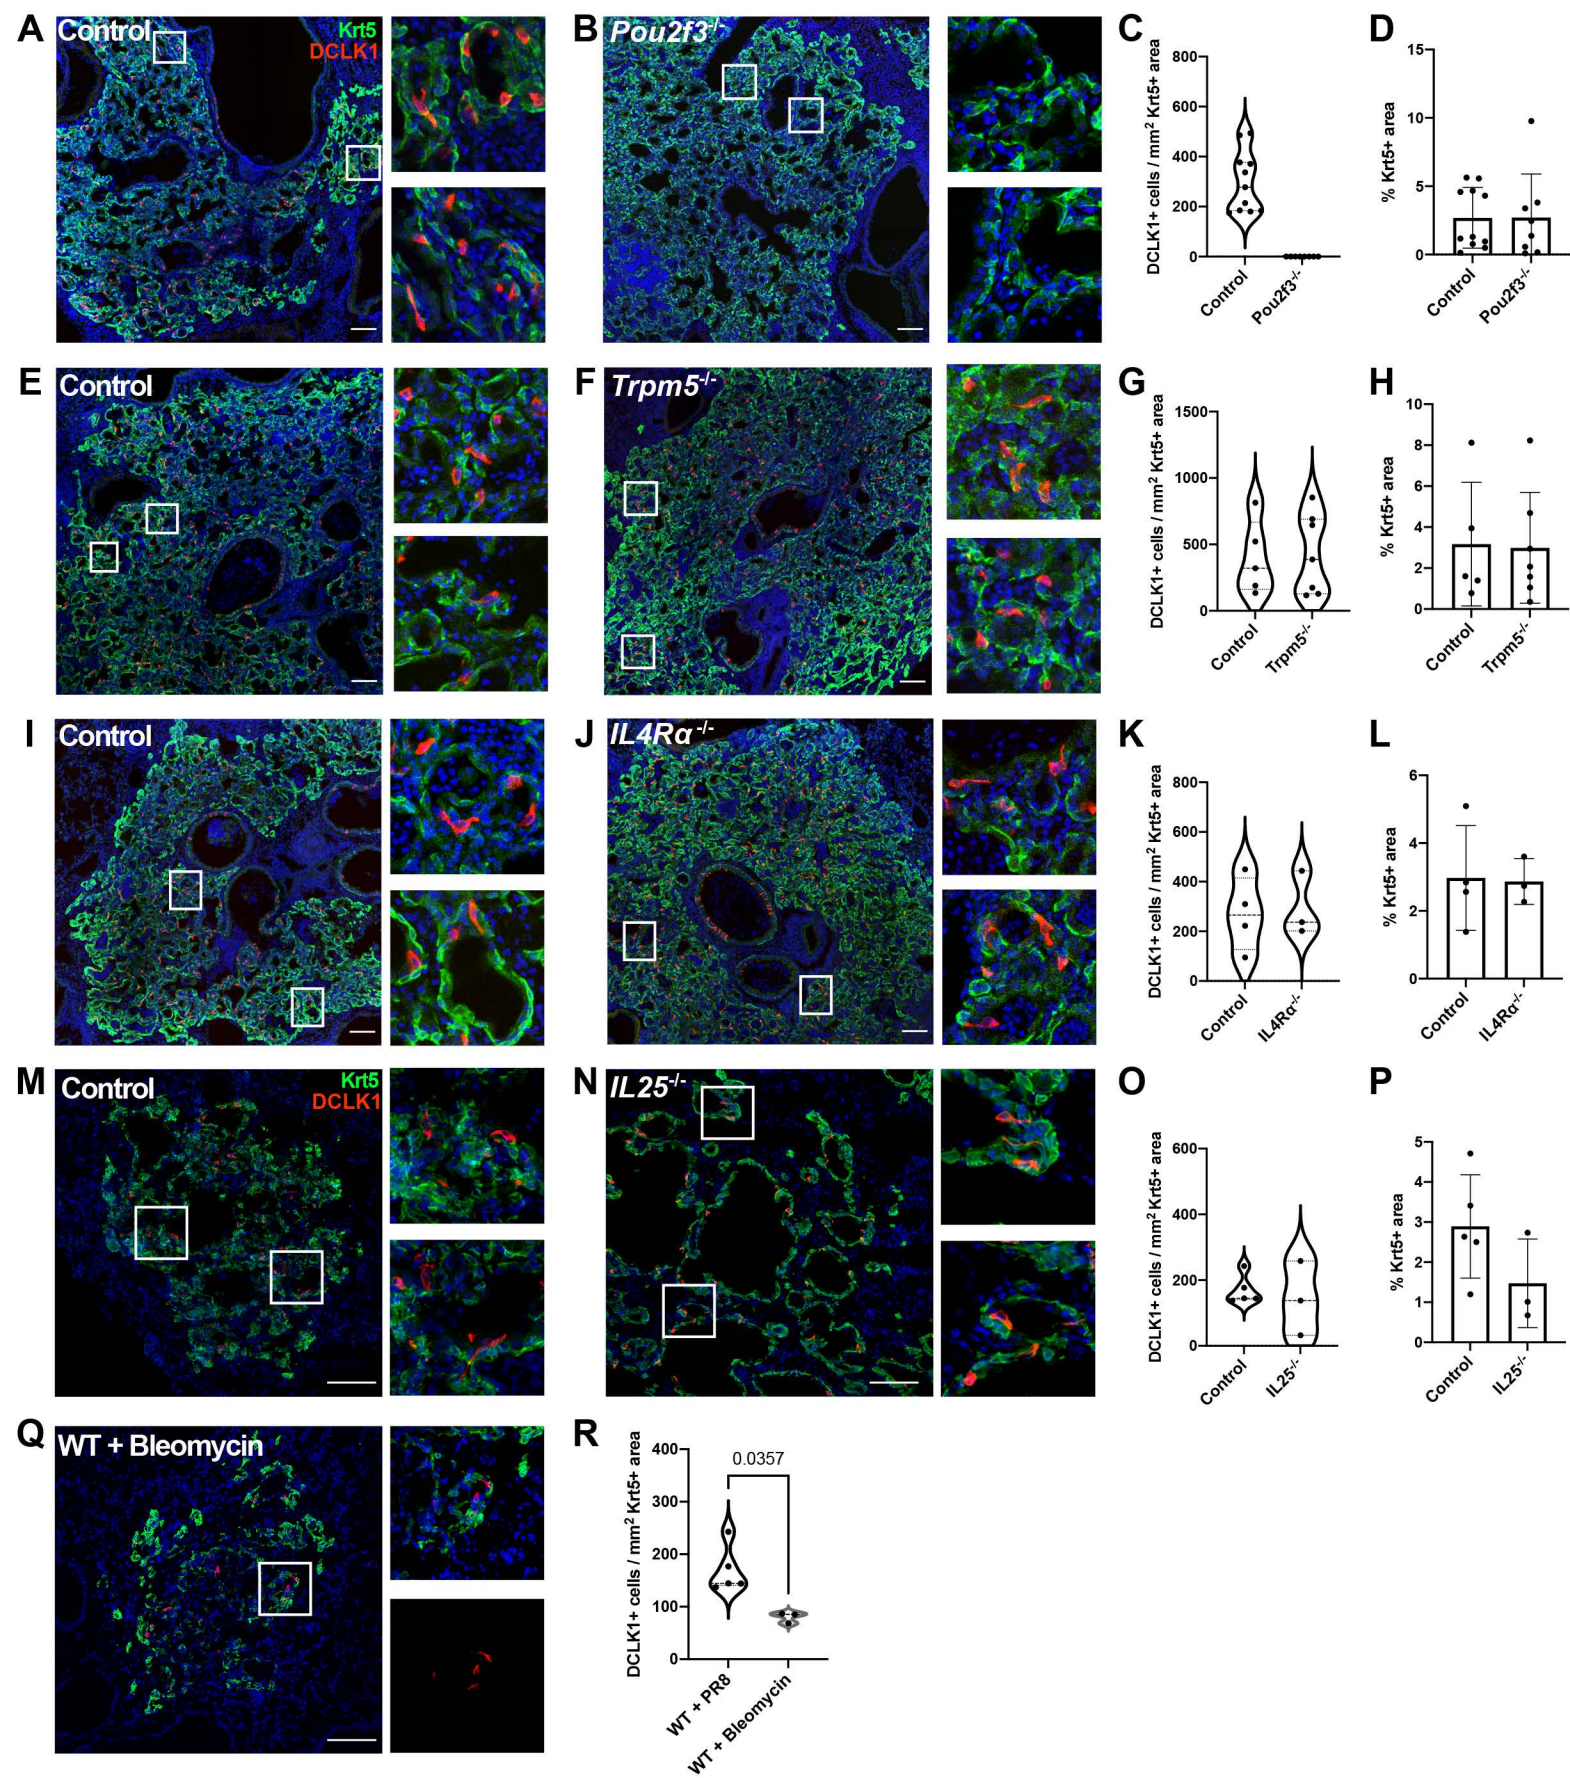 A
Control
Krt5
DCLK1
B
Pou2f3-/-
C
DCLK1+ cells / mm2 Krt5+ area
800
600
400
200
0
Control
Pou2f3-/-
D
% Krt5+ area
15
10
5
0
Control
Pou2f3-/-
E
Control
F
Trpm5-/-
G
DCLK1+ cells / mm2 Krt5+ area
1500
1000
500
0
Control
Trpm5-/-
H
% Krt5+ area
10
8
6
4
2
0
Control
Trpm5-/-
I
Control
J
IL4Rα-/-
K
DCLK1+ cells / mm2 Krt5+ area
800
600
400
200
0
Control
IL4Rα-/-
L
% Krt5+ area
6
4
2
0
Control
IL4Rα-/-
M
Control
Krt5
DCLK1
N
IL25-/-
O
DCLK1+ cells / mm2 Krt5+ area
600
400
200
0
Control
IL25-/-
P
% Krt5+ area
5
4
3
2
1
0
Control
IL25-/-
Q
WT + Bleomycin
R
DCLK1+ cells / mm2 Krt5+ area
400
300
200
100
0
0.0357
WT + PR8
WT + Bleomycin